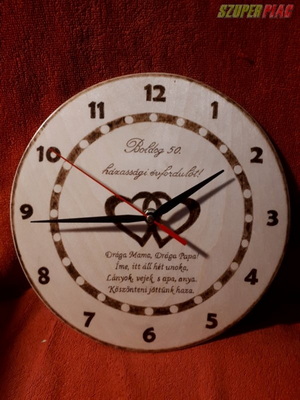 SZUPERPIAC
12
1
2
3
4
5
6
7
8
9
10
11
Boldog 50.
házassági évfordulót!
Drága Mama, Drága Papa!
Íme, itt áll hét unoka,
Lányok, vejek s apa, anya.
Köszönteni jöttünk haza.